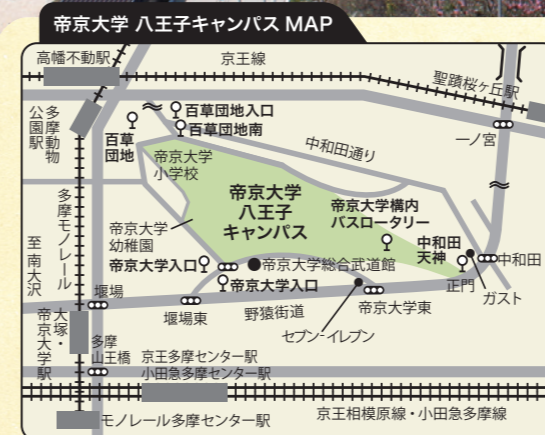 帝京大学 八王子キャンパス MAP
高幡不動駅
京王線
聖蹟桜ヶ丘駅
多摩動物
公園駅
百草
団地
百草団地入口
百草団地南
一ノ宮
中和田通り
帝京大学
小学校
帝京大学
八王子
キャンパス
帝京大学構内
バスロータリー
帝京大学
幼稚園
中和田
天神
中和田
多摩モノレール
至南大沢
帝京大学入口
帝京大学総合武道館
帝京大学入口
正門
ガスト
堰場
堰場東
野猿街道
帝京大学東
セブン-イレブン
大塚・
帝京大学駅
多摩
山王橋
京王多摩センター駅
小田急多摩センター駅
モノレール多摩センター駅
京王相模原線・小田急多摩線